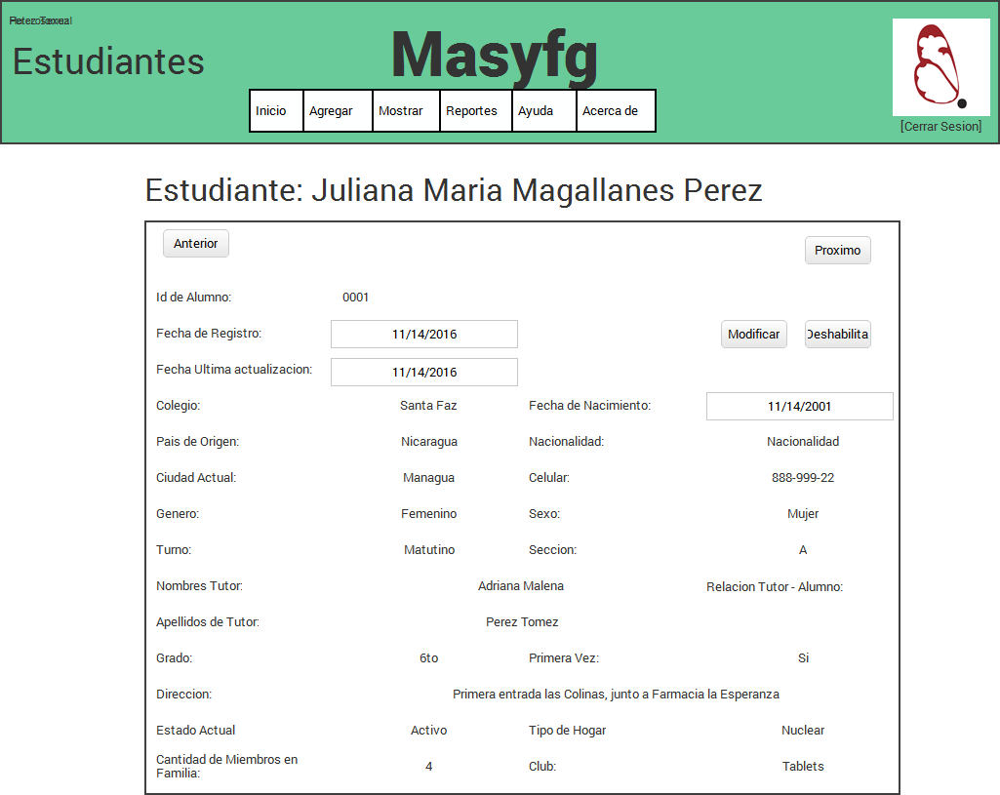 Estudiantes
Masyfg
Inicio Agregar Mostrar Reportes Ayuda Acerca de
[Cerrar Sesion]
Estudiante: Juliana Maria Magallanes Perez
Anterior
Proximo
Id de Alumno: 0001
Fecha de Registro: 11/14/2016 Modificar Deshabilita
Fecha Ultima actualizacion: 11/14/2016
Colegio: Santa Faz Fecha de Nacimiento: 11/14/2001
Pais de Origen: Nicaragua Nacionalidad: Nacionalidad
Ciudad Actual: Managua Celular: 888-999-22
Genero: Femenino Sexo: Mujer
Turno: Matutino Seccion: A
Nombres Tutor: Adriana Malena Relacion Tutor - Alumno:
Apellidos de Tutor: Perez Tomez
Grado: 6to Primera Vez: Si
Direccion: Primera entrada las Colinas, junto a Farmacia la Esperanza
Estado Actual Activo Tipo de Hogar Nuclear
Cantidad de Miembros en
Familia: 4 Club: Tablets